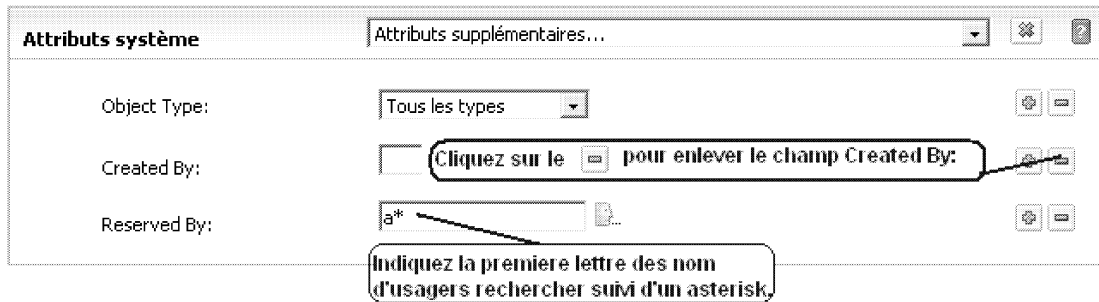 Attributs système Attributs supplémentaires... ?
Object Type: Tous les types
Created By: Cliquez sur le pour enlever le champ Created By:
Reserved By: a* ...
Indiquez la premiere lettre des nom
d'usagers rechercher suivi d'un asterisk,